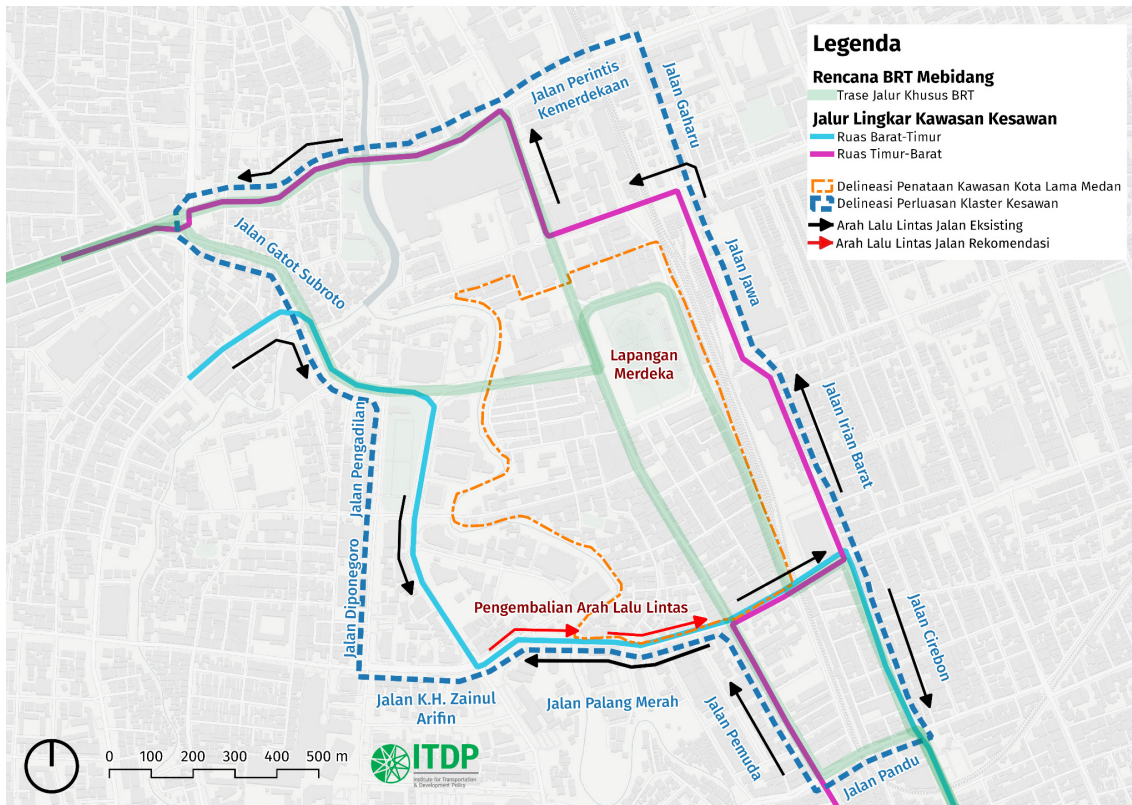 Legenda
Rencana BRT Mebidang
Trase Jalur Khusus BRT
Jalur Lingkar Kawasan Kesawan
Ruas Barat-Timur
Ruas Timur-Barat
Delineasi Penataan Kawasan Kota Lama Medan
Delineasi Perluasan Klaster Kesawan
Arah Lalu Lintas Jalan Eksisting
Arah Lalu Lintas Jalan Rekomendasi
Jalan Perintis
Kemerdekaan
Jalan Gaharu
Jalan Gatot Subroto
Jalan Jawa
Lapangan
Merdeka
Jalan Irian Barat
Jalan Pengadilan
Jalan Diponegoro
Pengembalian Arah Lalu Lintas
Jalan Cirebon
Jalan K.H. Zainul
Arifin
Jalan Palang Merah
Jalan Pemuda
Jalan Pandu
0 100 200 300 400 500 m
ITDP
Institute for Transportation
& Development Policy